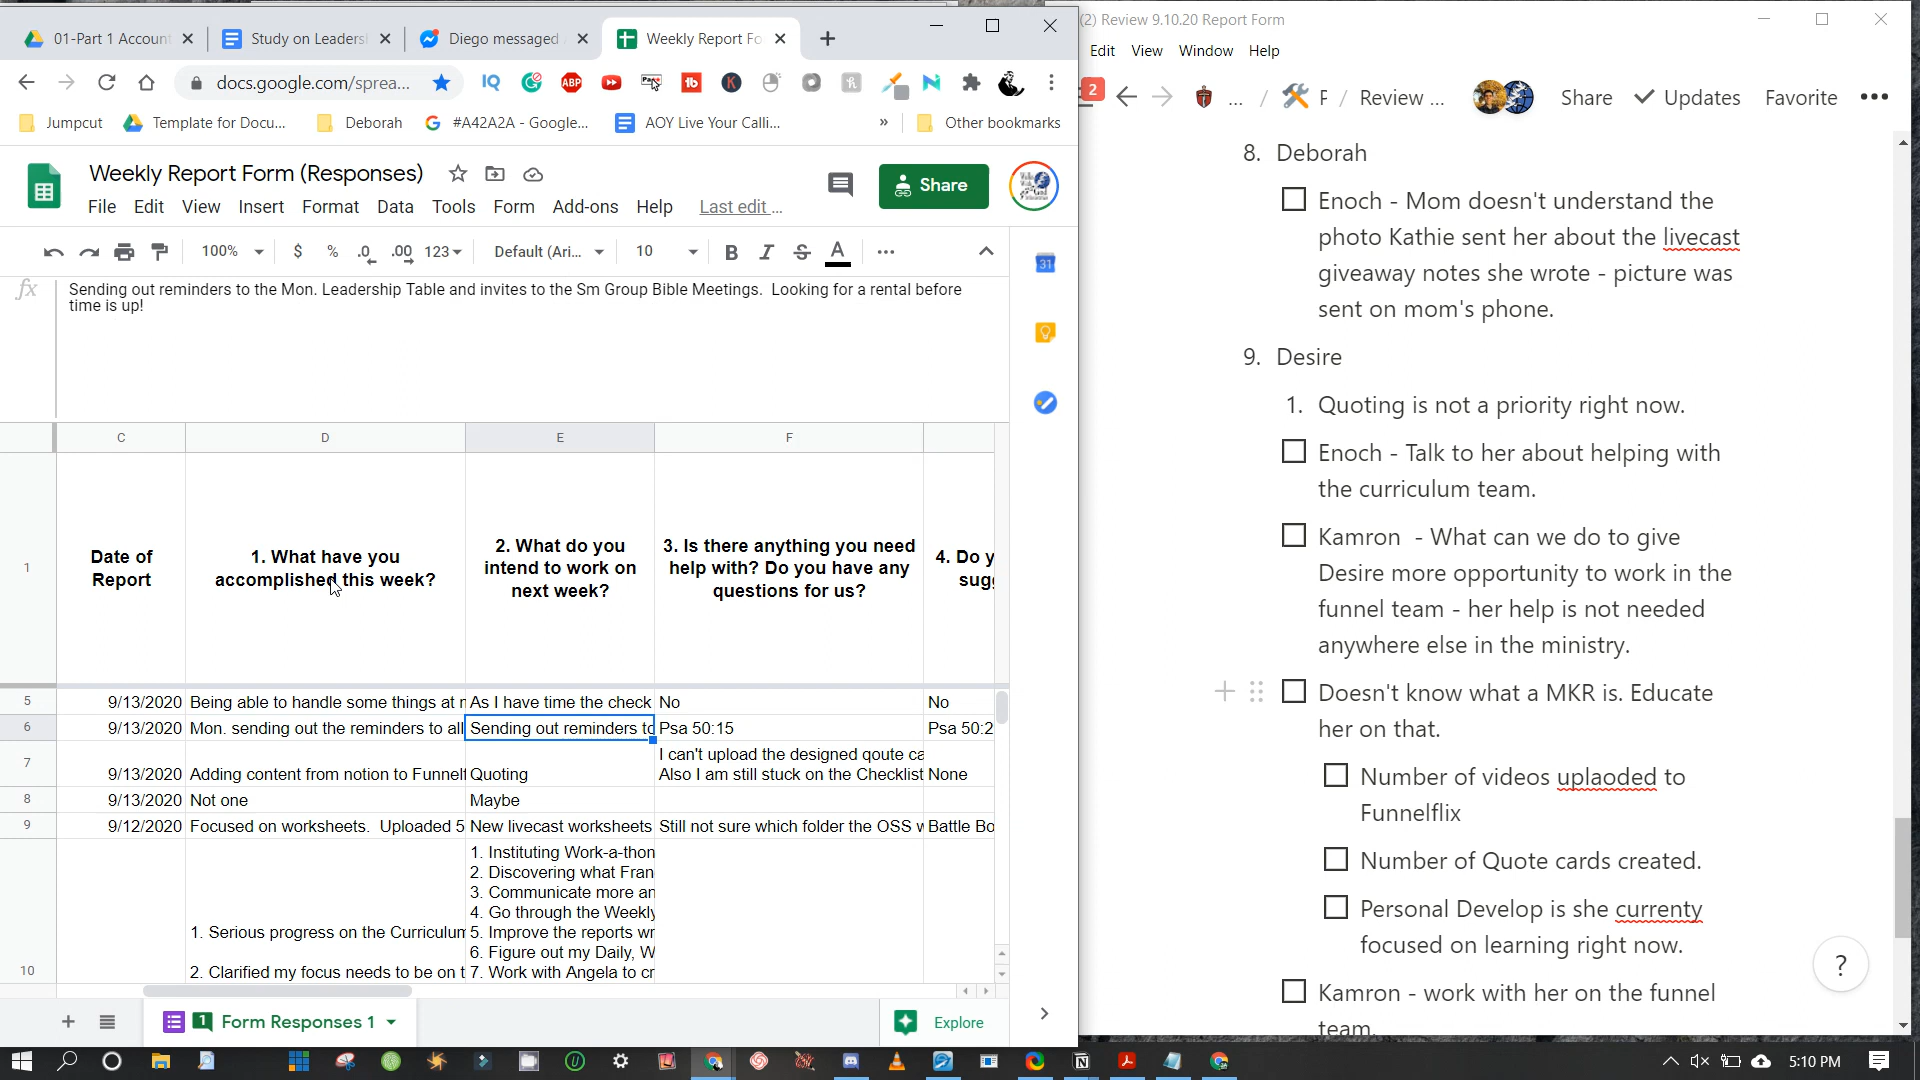 01-Part 1 Account
Study on Leaders
Diego messaged
Weekly Report Fo
docs.google.com/sprea...
Jumpcut
Template for Docu...
Deborah
#A42A2A - Google...
AOY Live Your Calli...
»
Other bookmarks
Weekly Report Form (Responses)
Share
File Edit View Insert Format Data Tools Form Add-ons Help Last edit ...
100% $ % .0 .00 123 Default (Ari... 10 B I S A
fx
Sending out reminders to the Mon. Leadership Table and invites to the Sm Group Bible Meetings. Looking for a rental before
time is up!
C D E F
1
Date of
Report
1. What have you
accomplished this week?
2. What do you
intend to work on
next week?
3. Is there anything you need
help with? Do you have any
questions for us?
4. Do y
sug
5 9/13/2020 Being able to handle some things at As I have time the check No No
6 9/13/2020 Mon. sending out the reminders to all Sending out reminders to Psa 50:15 Psa 50:2
I can't upload the designed qoute ca
7 9/13/2020 Adding content from notion to Funnelf Quoting Also I am still stuck on the Checklist None
8 9/13/2020 Not one Maybe
9 9/12/2020 Focused on worksheets. Uploaded 5 New livecast worksheets Still not sure which folder the OSS w Battle Bo
1. Instituting Work-a-thon
2. Discovering what Fran
3. Communicate more an
4. Go through the Weekly
1. Serious progress on the Curriculum 5. Improve the reports wr
6. Figure out my Daily, W
10 2. Clarified my focus needs to be on t 7. Work with Angela to cr
1 Form Responses 1
Explore
(2) Review 9.10.20 Report Form
Edit View Window Help
2 ... / F / Review ... Share Updates Favorite
8. Deborah
Enoch - Mom doesn't understand the
photo Kathie sent her about the livecast
giveaway notes she wrote - picture was
sent on mom's phone.
9. Desire
1. Quoting is not a priority right now.
Enoch - Talk to her about helping with
the curriculum team.
Kamron - What can we do to give
Desire more opportunity to work in the
funnel team - her help is not needed
anywhere else in the ministry.
Doesn't know what a MKR is. Educate
her on that.
Number of videos uplaoded to
Funnelflix
Number of Quote cards created.
Personal Develop is she currenty
focused on learning right now.
Kamron - work with her on the funnel
team.
?
5:10 PM